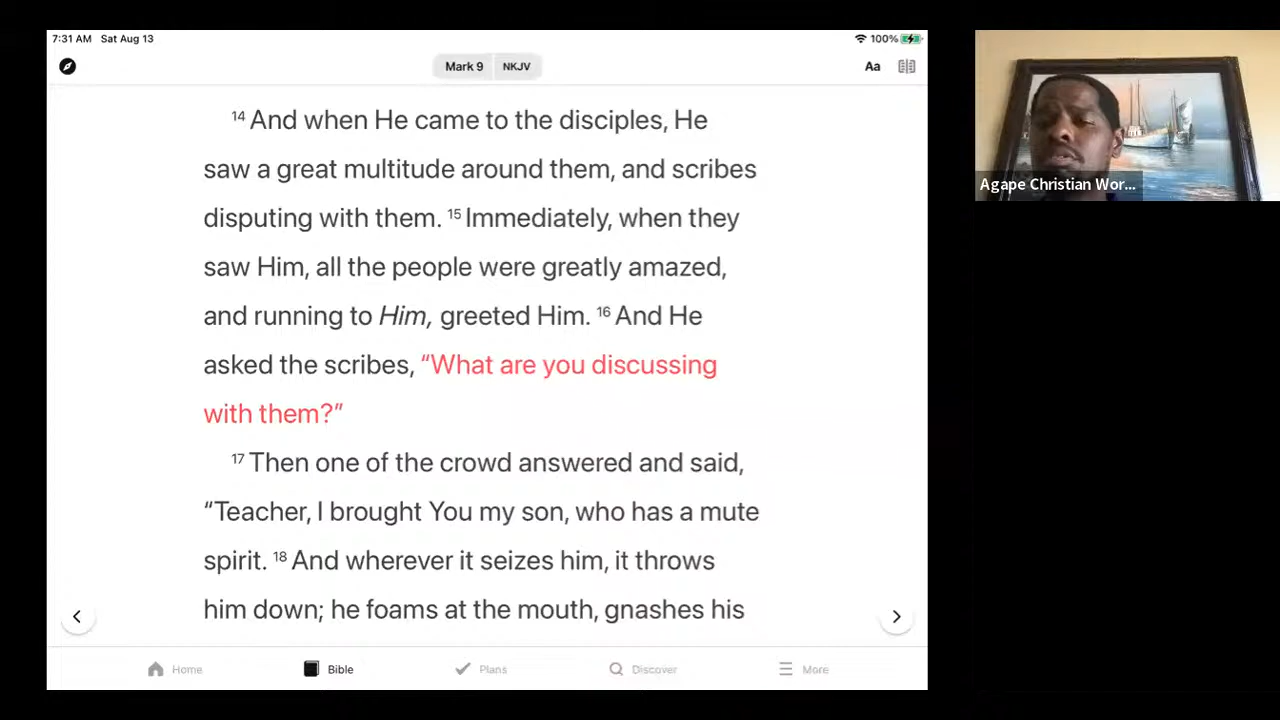 7:31 AM Sat Aug 13
100%
Mark 9 NKJV
Aa
14 And when He came to the disciples, He
saw a great multitude around them, and scribes
disputing with them. 15 Immediately, when they
saw Him, all the people were greatly amazed,
and running to Him, greeted Him. 16 And He
asked the scribes, “What are you discussing
with them?”
17 Then one of the crowd answered and said,
“Teacher, I brought You my son, who has a mute
spirit. 18 And wherever it seizes him, it throws
him down; he foams at the mouth, gnashes his
Home Bible Plans Discover More
Agape Christian Wor...